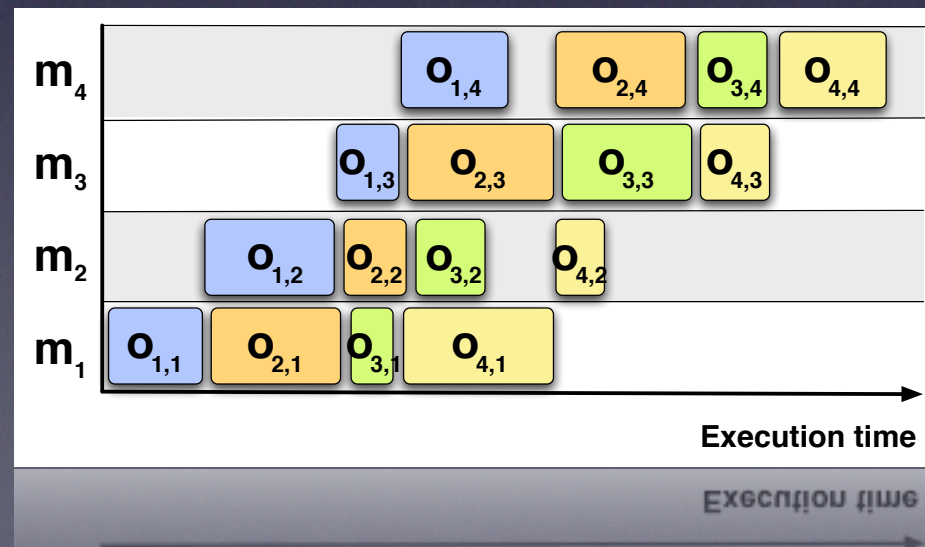 m4 O1,4 O2,4 O3,4 O4,4
m3 O1,3 O2,3 O3,3 O4,3
m2 O1,2 O2,2 O3,2 O4,2
m1 O1,1 O2,1 O3,1 O4,1
Execution time